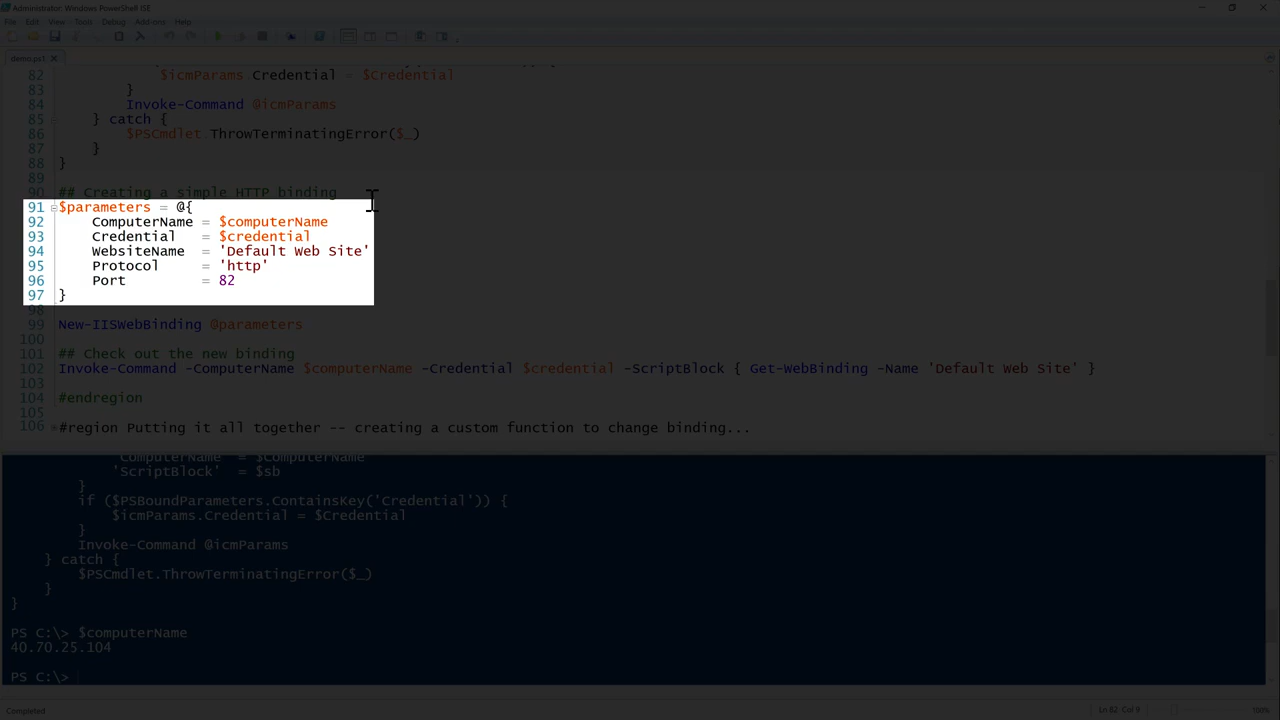 Administrator: Windows PowerShell ISE
File Edit View Tools Debug Add-ons Help
demo.ps1
82 $icmParams Credential = $Credential
83 }
84 Invoke-Command @icmParams
85 } catch {
86 $PSCmdlet ThrowTerminatingError($_)
87 }
88 }
89
90 ## Creating a simple HTTP binding
91 $parameters = @{
92 ComputerName = $computerName
93 Credential = $credential
94 WebsiteName = 'Default Web Site'
95 Protocol = 'http'
96 Port = 82
97 }
98
99 New-IISWebBinding @parameters
100
101 ## Check out the new binding
102 Invoke-Command -ComputerName $computerName -Credential $credential -ScriptBlock { Get-WebBinding -Name 'Default Web Site' }
103
104 #endregion
105
106 #region Putting it all together -- creating a custom function to change binding...
'ComputerName' = $ComputerName
'ScriptBlock' = $sb
}
if ($PSBoundParameters.ContainsKey('Credential')) {
$icmParams.Credential = $Credential
}
Invoke-Command @icmParams
} catch {
$PSCmdlet.ThrowTerminatingError($_)
}
}
PS C:\> $computerName
40.70.25.104
PS C:\>
Completed
Ln 82 Col 9
100%